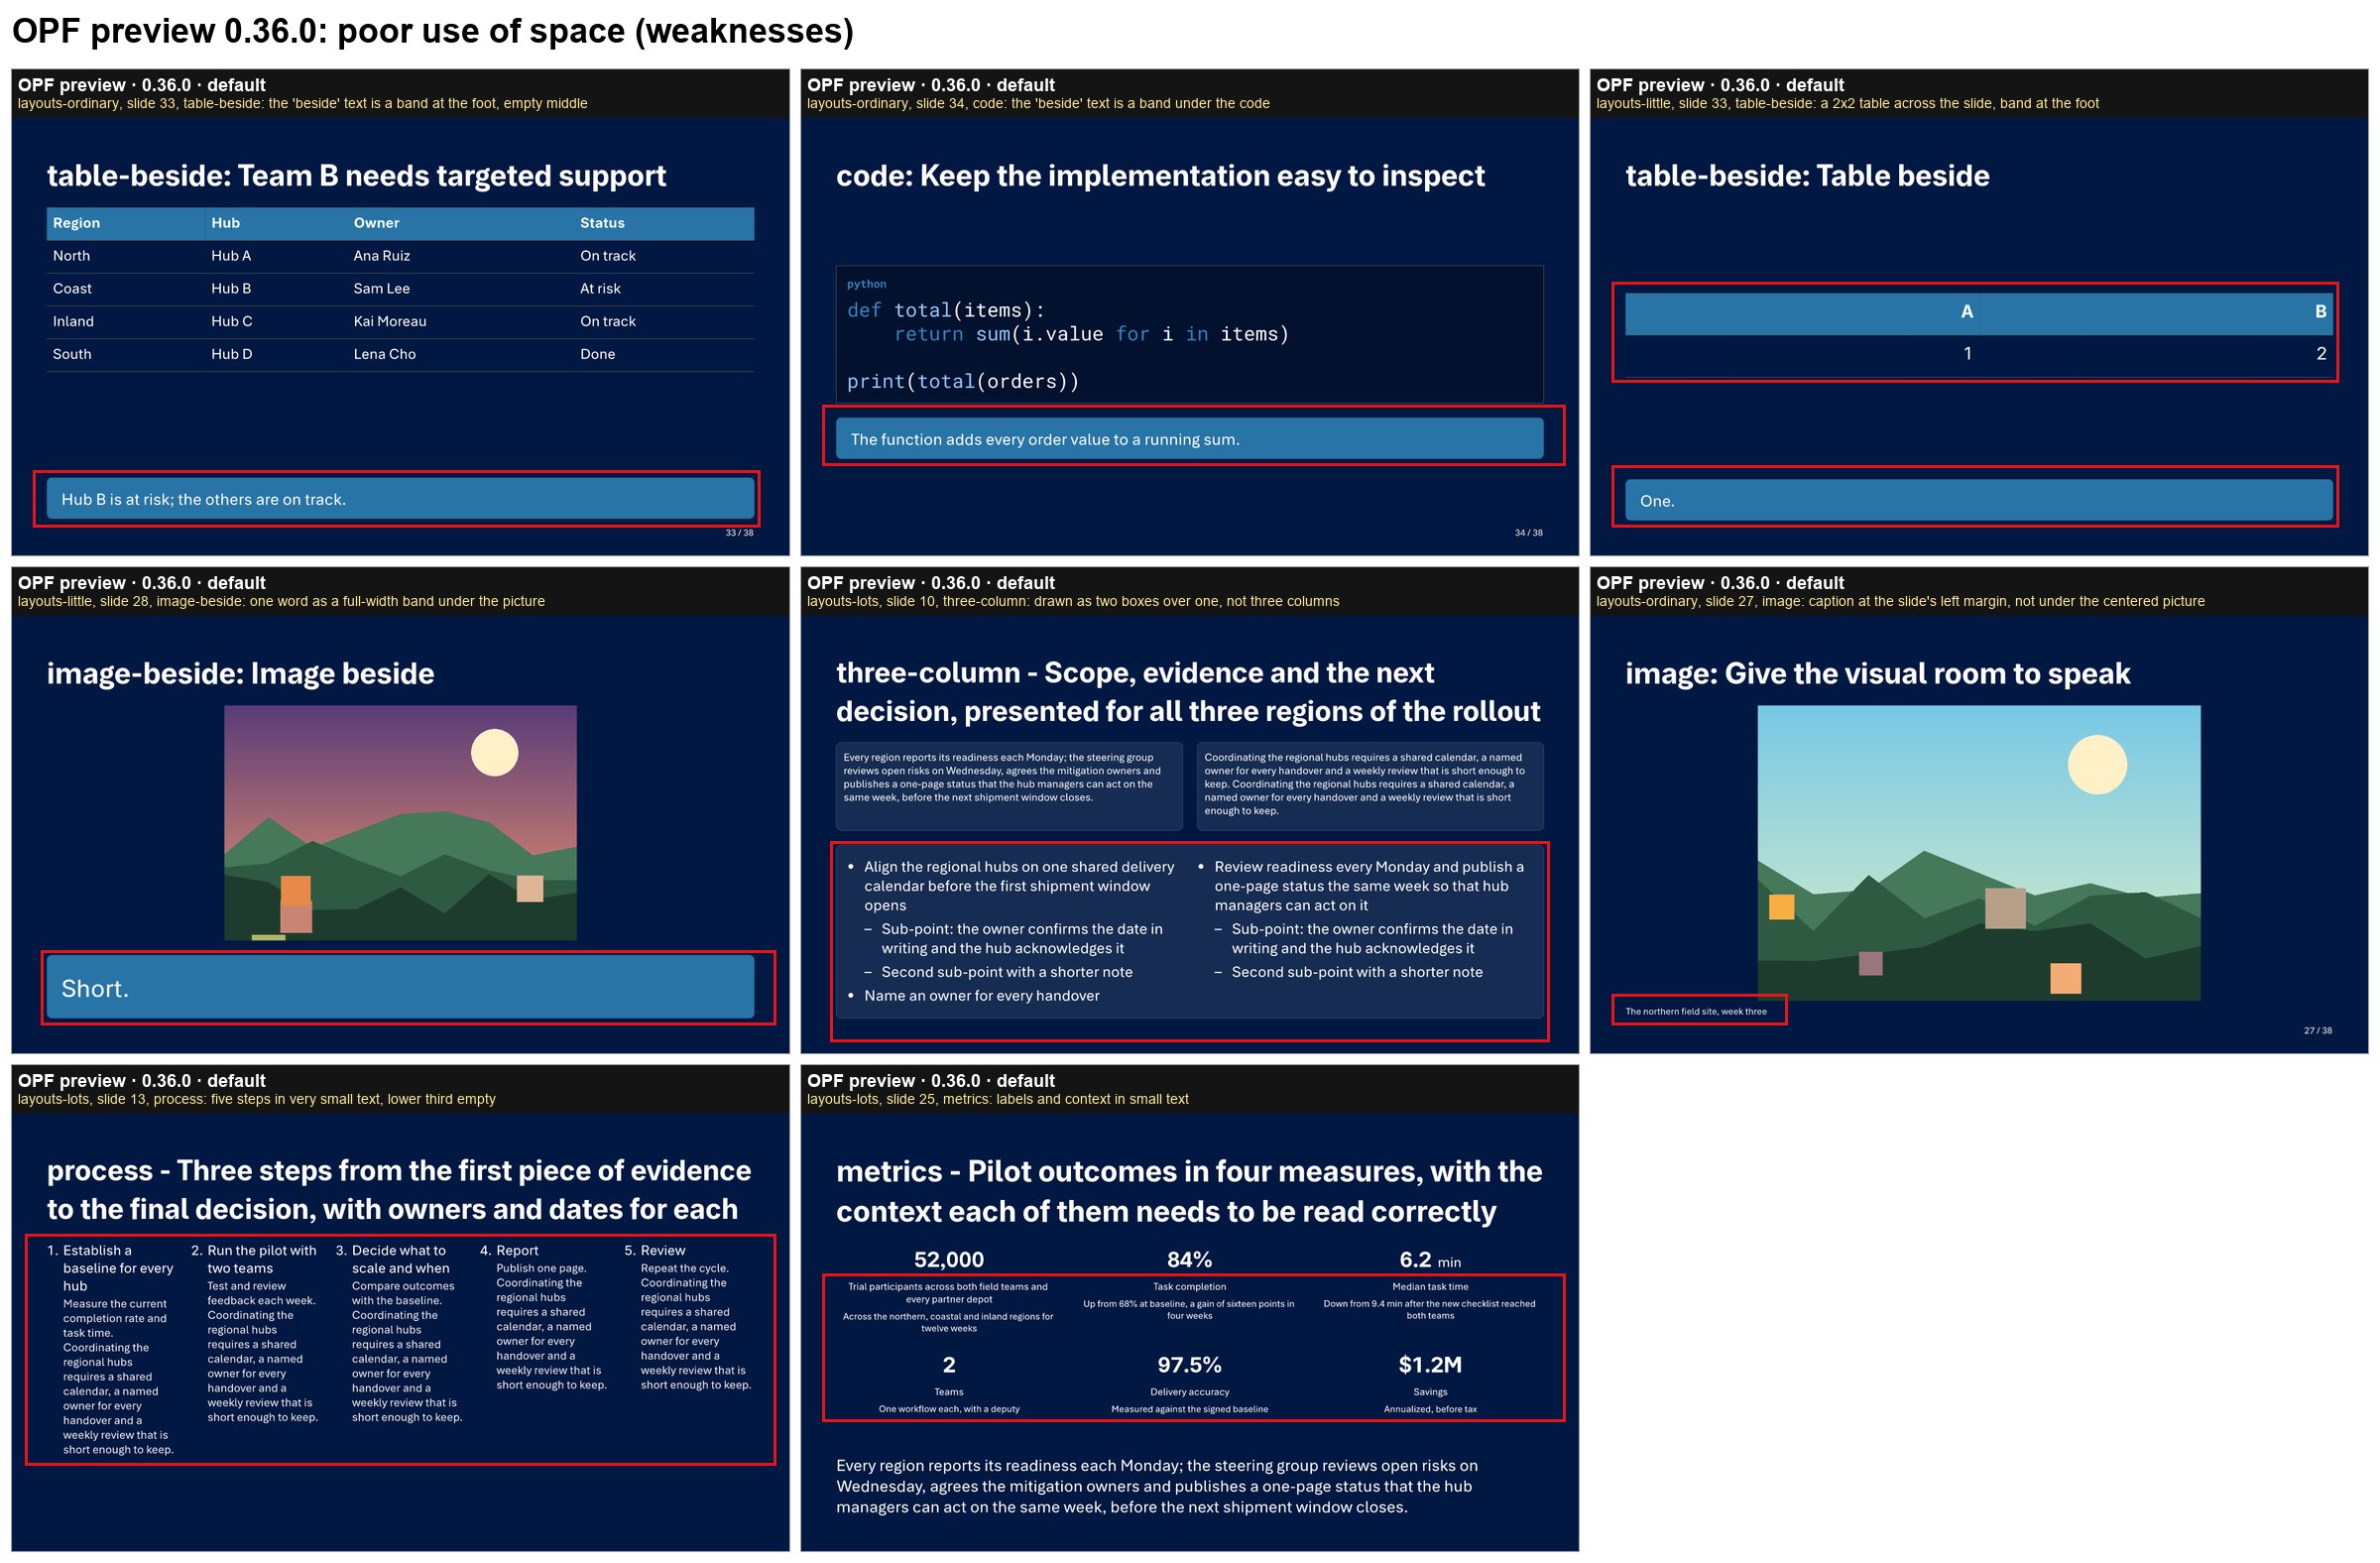 OPF preview 0.36.0: poor use of space (weaknesses)
OPF preview · 0.36.0 · default
layouts-ordinary, slide 33, table-beside: the 'beside' text is a band at the foot, empty middle
table-beside: Team B needs targeted support
Region Hub Owner Status
North Hub A Ana Ruiz On track
Coast Hub B Sam Lee At risk
Inland Hub C Kai Moreau On track
South Hub D Lena Cho Done
Hub B is at risk; the others are on track.
33 / 38
OPF preview · 0.36.0 · default
layouts-ordinary, slide 34, code: the 'beside' text is a band under the code
code: Keep the implementation easy to inspect
python
def total(items):
    return sum(i.value for i in items)
print(total(orders))
The function adds every order value to a running sum.
34 / 38
OPF preview · 0.36.0 · default
layouts-little, slide 33, table-beside: a 2x2 table across the slide, band at the foot
table-beside: Table beside
A B
1 2
One.
OPF preview · 0.36.0 · default
layouts-little, slide 28, image-beside: one word as a full-width band under the picture
image-beside: Image beside
Short.
OPF preview · 0.36.0 · default
layouts-lots, slide 10, three-column: drawn as two boxes over one, not three columns
three-column - Scope, evidence and the next
decision, presented for all three regions of the rollout
Every region reports its readiness each Monday; the steering group
reviews open risks on Wednesday, agrees the mitigation owners and
publishes a one-page status that the hub managers can act on the
same week, before the next shipment window closes.
Coordinating the regional hubs requires a shared calendar, a named
owner for every handover and a weekly review that is short enough to
keep. Coordinating the regional hubs requires a shared calendar, a
named owner for every handover and a weekly review that is short
enough to keep.
• Align the regional hubs on one shared delivery
calendar before the first shipment window
opens
– Sub-point: the owner confirms the date in
writing and the hub acknowledges it
– Second sub-point with a shorter note
• Name an owner for every handover
• Review readiness every Monday and publish a
one-page status the same week so that hub
managers can act on it
– Sub-point: the owner confirms the date in
writing and the hub acknowledges it
– Second sub-point with a shorter note
OPF preview · 0.36.0 · default
layouts-ordinary, slide 27, image: caption at the slide's left margin, not under the centered picture
image: Give the visual room to speak
The northern field site, week three
27 / 38
OPF preview · 0.36.0 · default
layouts-lots, slide 13, process: five steps in very small text, lower third empty
process - Three steps from the first piece of evidence
to the final decision, with owners and dates for each
1. Establish a
baseline for every
hub
Measure the current
completion rate and
task time.
Coordinating the
regional hubs
requires a shared
calendar, a named
owner for every
handover and a
weekly review that is
short enough to keep.
2. Run the pilot with
two teams
Test and review
feedback each week.
Coordinating the
regional hubs
requires a shared
calendar, a named
owner for every
handover and a
weekly review that is
short enough to keep.
3. Decide what to
scale and when
Compare outcomes
with the baseline.
Coordinating the
regional hubs
requires a shared
calendar, a named
owner for every
handover and a
weekly review that is
short enough to keep.
4. Report
Publish one page.
Coordinating the
regional hubs
requires a shared
calendar, a named
owner for every
handover and a
weekly review that is
short enough to keep.
5. Review
Repeat the cycle.
Coordinating the
regional hubs
requires a shared
calendar, a named
owner for every
handover and a
weekly review that is
short enough to keep.
OPF preview · 0.36.0 · default
layouts-lots, slide 25, metrics: labels and context in small text
metrics - Pilot outcomes in four measures, with the
context each of them needs to be read correctly
52,000
Trial participants across both field teams and
every partner depot
Across the northern, coastal and inland regions for
twelve weeks
84%
Task completion
Up from 68% at baseline, a gain of sixteen points in
four weeks
6.2 min
Median task time
Down from 9.4 min after the new checklist reached
both teams
2
Teams
One workflow each, with a deputy
97.5%
Delivery accuracy
Measured against the signed baseline
$1.2M
Savings
Annualized, before tax
Every region reports its readiness each Monday; the steering group reviews open risks on
Wednesday, agrees the mitigation owners and publishes a one-page status that the hub
managers can act on the same week, before the next shipment window closes.